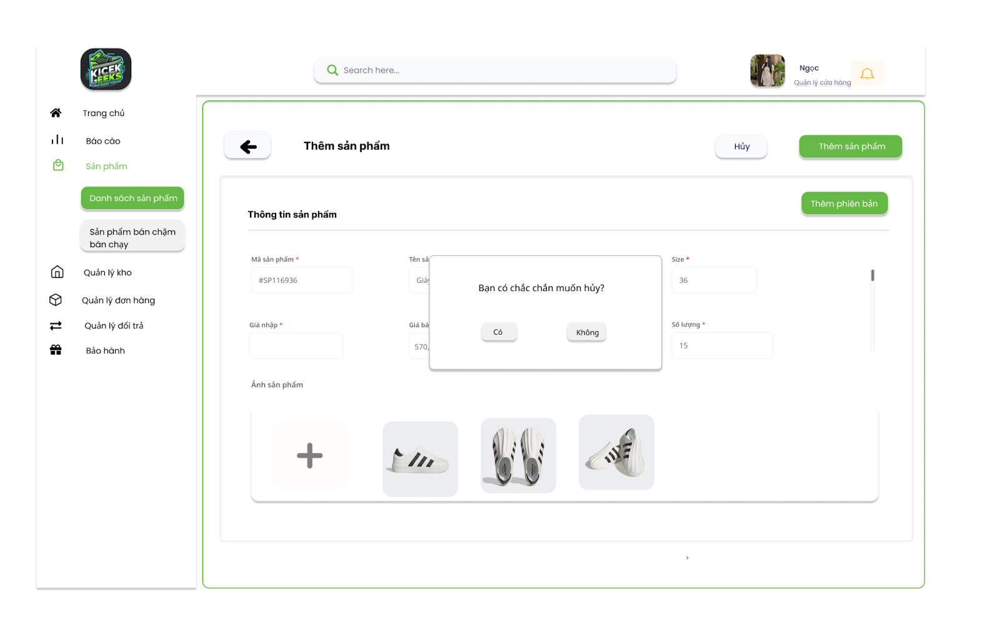 KICEK
GEEKS
Search here...
Ngọc
Quản lý cửa hàng
Trang chủ
Báo cáo
Sản phẩm
Danh sách sản phẩm
Sản phẩm bán chậm
bán chạy
Quản lý kho
Quản lý đơn hàng
Quản lý đổi trả
Bảo hành
Thêm sản phẩm
Hủy
Thêm sản phẩm
Thông tin sản phẩm
Thêm phiên bản
Mã sản phẩm *
Tên sả
Size *
#SP116936
Giày
36
Bạn có chắc chắn muốn hủy?
Có
Không
Giá nhập *
Giá bá
Số lượng *
570,
15
Ảnh sản phẩm